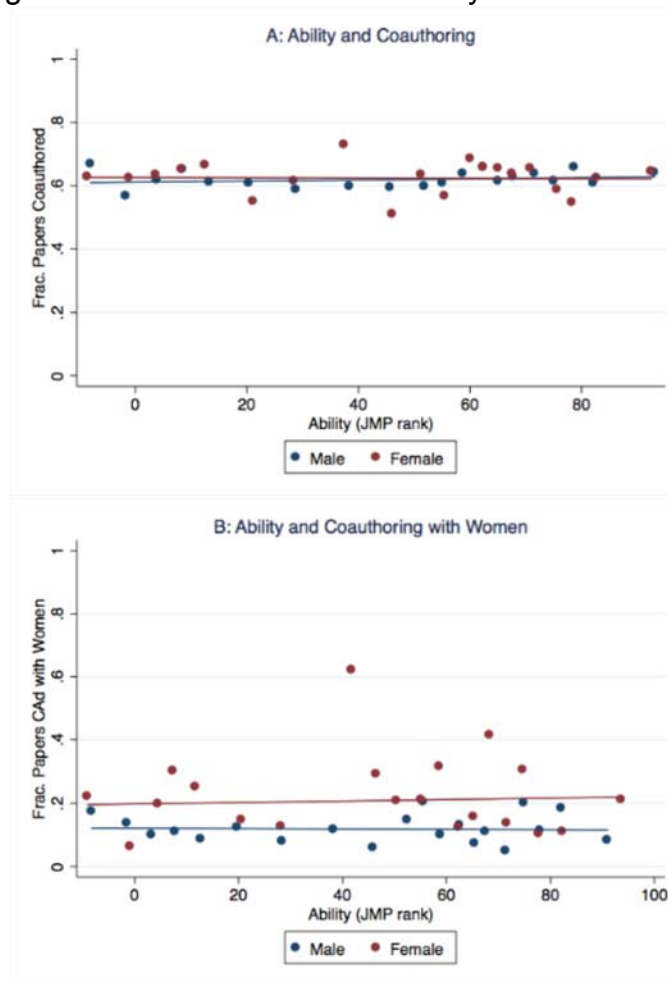 A: Ability and Coauthoring
Frac. Papers Coauthored
1
.8
.6
.4
.2
0
0 20 40 60 80
Ability (JMP rank)
Male Female
B: Ability and Coauthoring with Women
Frac. Papers CAd with Women
1
.8
.6
.4
.2
0
0 20 40 60 80 100
Ability (JMP rank)
Male Female